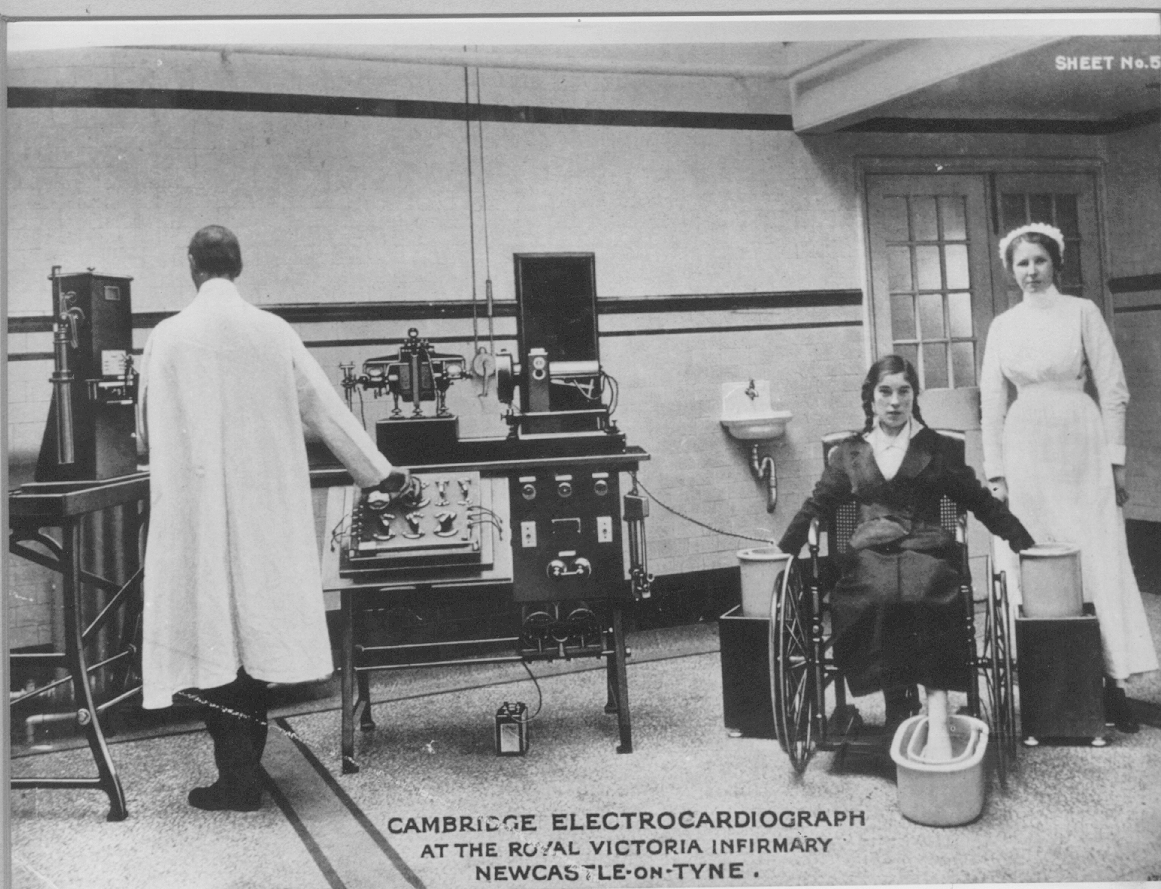 SHEET No.5
CAMBRIDGE ELECTROCARDIOGRAPH
AT THE ROYAL VICTORIA INFIRMARY
NEWCASTLE-ON-TYNE.